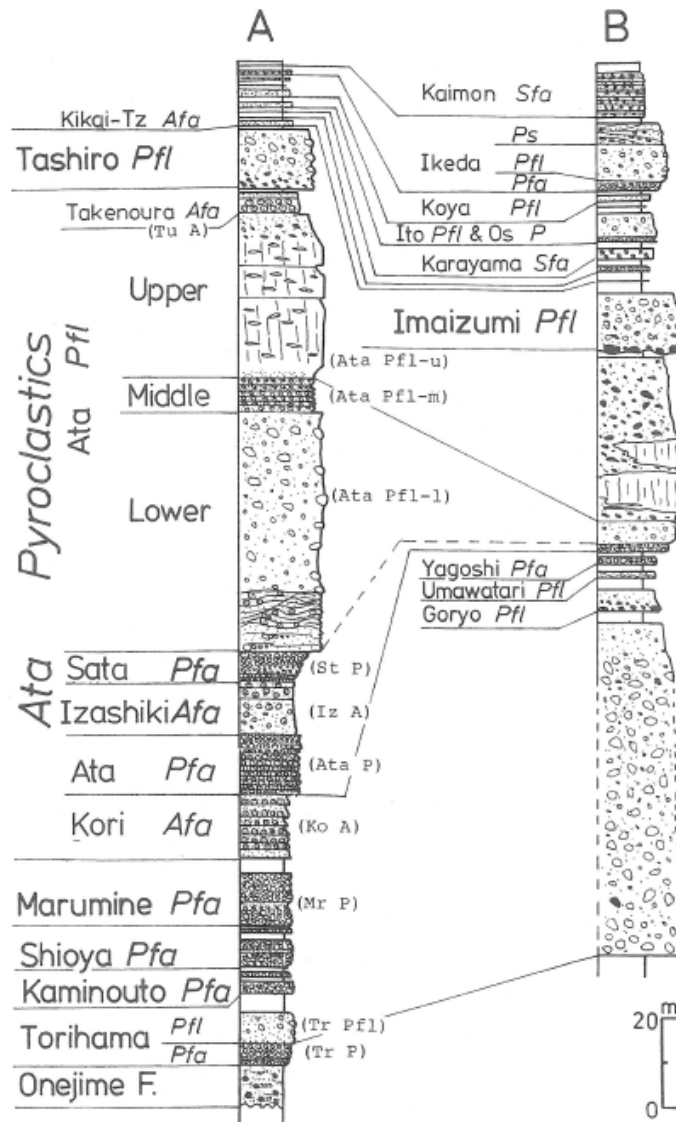 A
B
Kikai-Tz Afa
Tashiro Pfl
Takenoura Afa
(Tu A)
Upper
(Ata Pfl-u)
Middle
(Ata Pfl-m)
Lower
(Ata Pfl-l)
Pyroclastics
Ata Pfl
Ata
Sata Pfa
(St P)
Izashiki Afa
(Iz A)
Ata Pfa
(Ata P)
Kori Afa
(Ko A)
Marumine Pfa
(Mr P)
Shioya Pfa
Kaminouto Pfa
Torihama Pfl
(Tr Pfl)
Pfa
(Tr P)
Onejime F.
Kaimon Sfa
Ps
Ikeda Pfl
Pfa
Koya Pfl
Ito Pfl & Os P
Karayama Sfa
Imaizumi Pfl
Yagoshi Pfa
Umawatari Pfl
Goryo Pfl
m
20
0